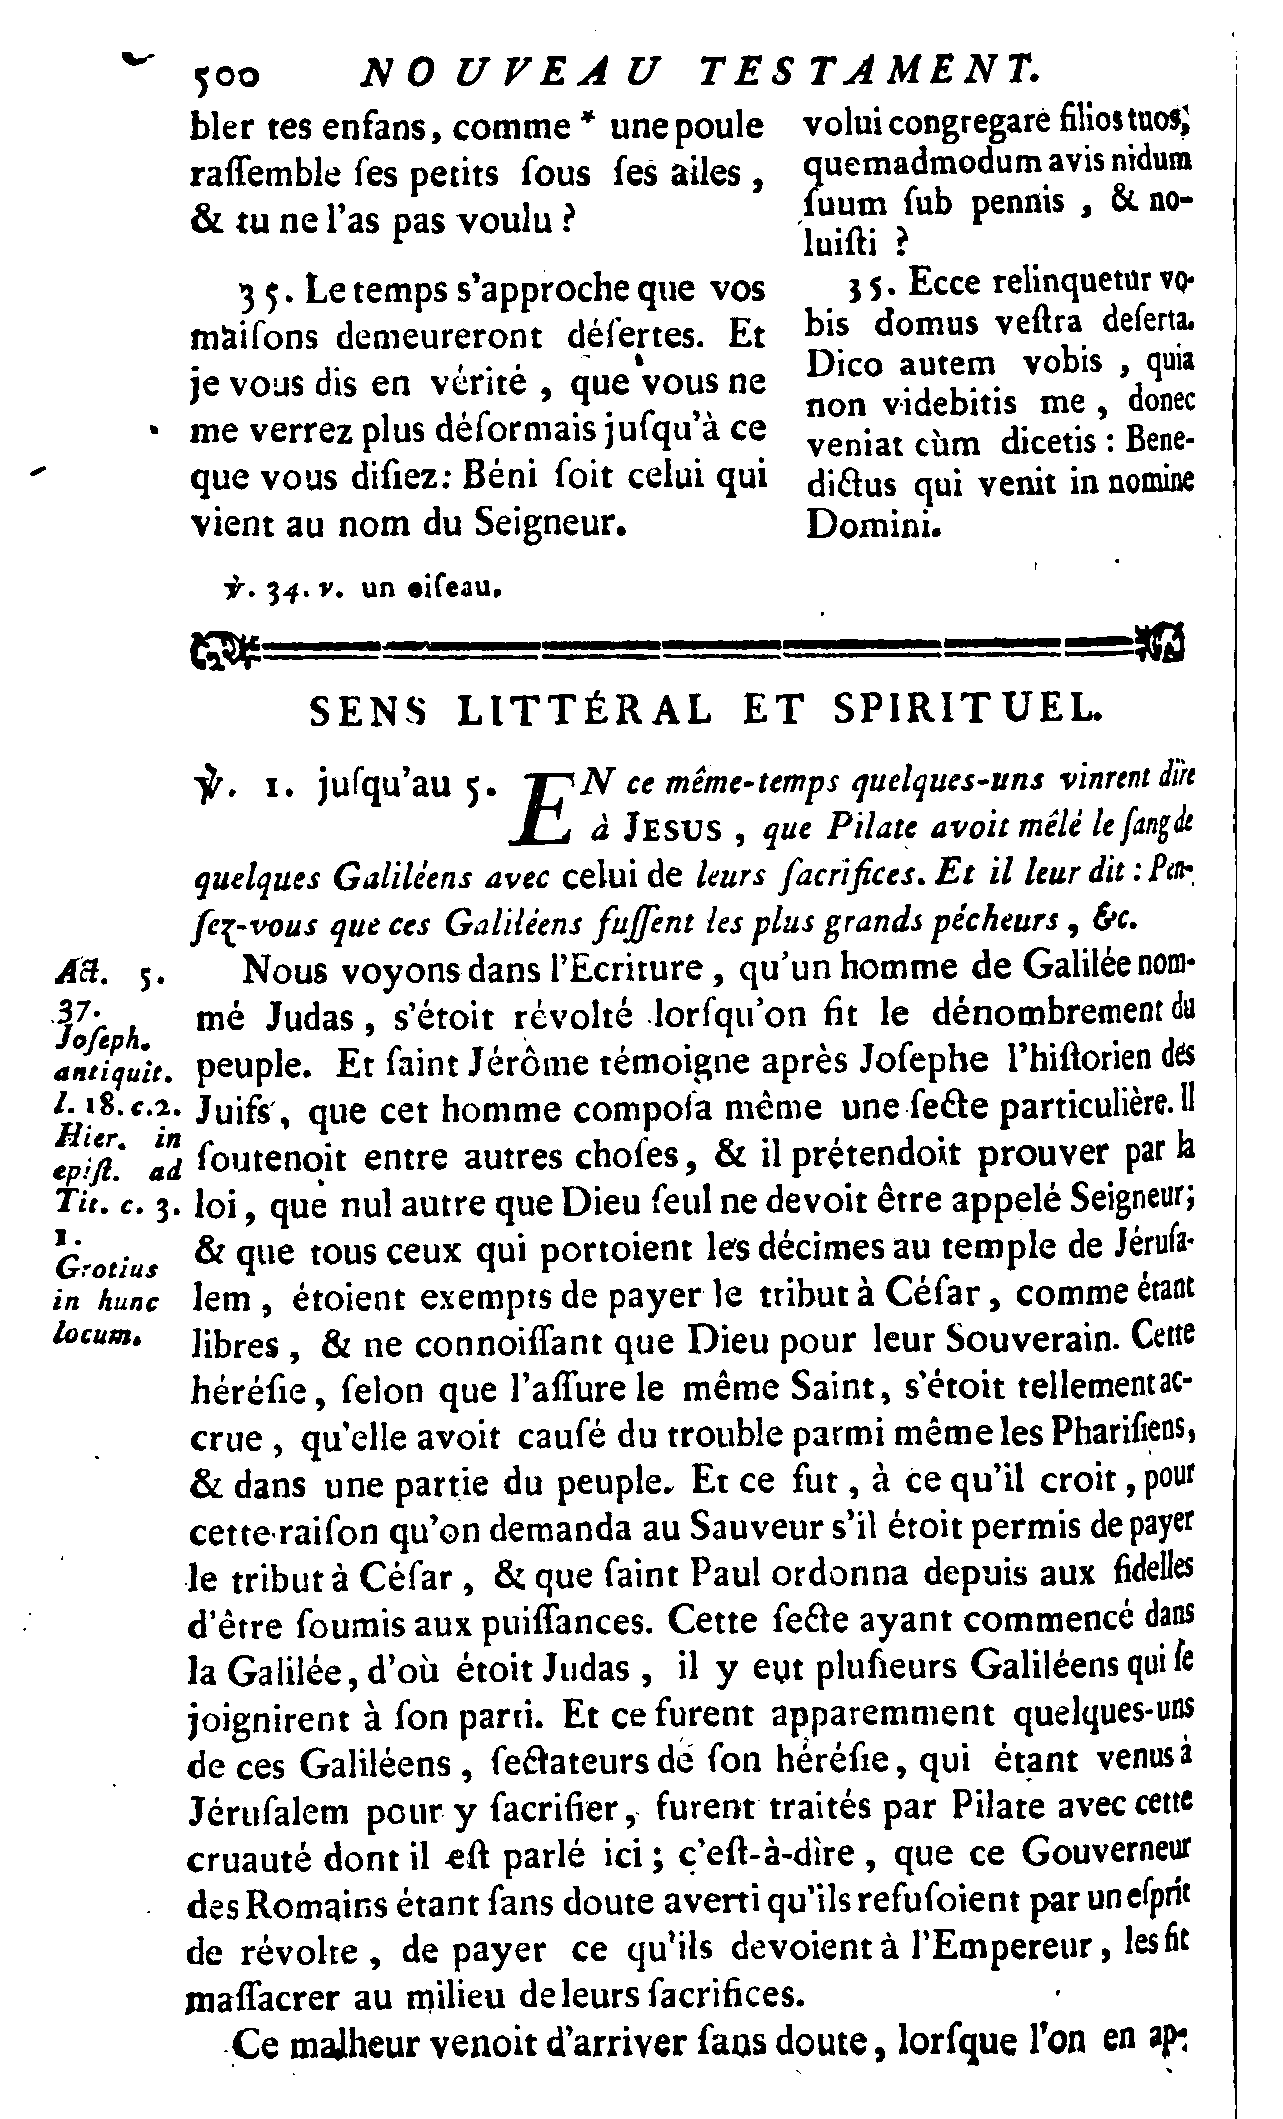 500 NOUVEAU TESTAMENT.
bler tes enfans, comme * une poule
raſſemble ſes petits ſous ſes ailes,
& tu ne l'as pas voulu ?
35. Le temps s'approche que vos
maiſons demeureront déſertes. Et
je vous dis en vérité, que vous ne
me verrez plus déſormais juſqu'à ce
que vous diſiez: Béni ſoit celui qui
vient au nom du Seigneur.
volui congregare filios tuos,
quemadmodum avis nidum
ſuum ſub pennis, & no-
luiſti ?
35. Ecce relinquetur vo-
bis domus veſtra deſerta.
Dico autem vobis, quia
non videbitis me, donec
veniat cùm dicetis : Bene-
dictus qui venit in nomine
Domini.
℣. 34. v. un oiſeau.
SENS LITTÉRAL ET SPIRITUEL.
℣. 1. juſqu'au 5. EN ce même-temps quelques-uns vinrent dire
à JESUS, que Pilate avoit mêlé le ſang de
quelques Galiléens avec celui de leurs ſacrifices. Et il leur dit : Pen-
ſez-vous que ces Galiléens fuſſent les plus grands pécheurs, &c.
Nous voyons dans l'Ecriture, qu'un homme de Galilée nom-
mé Judas, s'étoit révolté lorſqu'on fit le dénombrement du
peuple. Et ſaint Jérôme témoigne après Joſephe l'hiſtorien des
Juifs, que cet homme compoſa même une ſecte particulière. Il
ſoutenoit entre autres choſes, & il prétendoit prouver par la
loi, que nul autre que Dieu ſeul ne devoit être appelé Seigneur;
& que tous ceux qui portoient les décimes au temple de Jéruſa-
lem, étoient exempts de payer le tribut à Céſar, comme étant
libres, & ne connoiſſant que Dieu pour leur Souverain. Cette
héréſie, ſelon que l'aſſure le même Saint, s'étoit tellement ac-
crue, qu'elle avoit cauſé du trouble parmi même les Phariſiens,
& dans une partie du peuple. Et ce fut, à ce qu'il croit, pour
cette raiſon qu'on demanda au Sauveur s'il étoit permis de payer
le tribut à Céſar, & que ſaint Paul ordonna depuis aux fidelles
d'être ſoumis aux puiſſances. Cette ſecte ayant commencé dans
la Galilée, d'où étoit Judas, il y eut pluſieurs Galiléens qui ſe
joignirent à ſon parti. Et ce furent apparemment quelques-uns
de ces Galiléens, ſectateurs de ſon héréſie, qui étant venus à
Jéruſalem pour y ſacrifier, furent traités par Pilate avec cette
cruauté dont il eſt parlé ici ; c'eſt-à-dire, que ce Gouverneur
des Romains étant ſans doute averti qu'ils refuſoient par un eſprit
de révolte, de payer ce qu'ils devoient à l'Empereur, les fit
maſſacrer au milieu de leurs ſacrifices.
Ce malheur venoit d'arriver ſans doute, lorſque l'on en ap-
Act. 5.
37.
Joſeph.
antiquit.
l. 18. c. 2.
Hier. in
epiſt. ad
Tit. c. 3.
1.
Grotius
in hunc
locum.